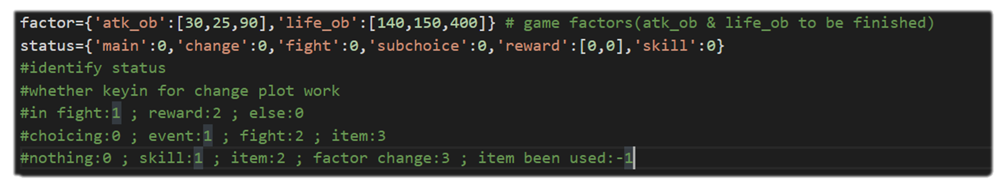 factor={'atk_ob':[30,25,90],'life_ob':[140,150,400]} # game factors(atk_ob & life_ob to be finished)
status={'main':0,'change':0,'fight':0,'subchoice':0,'reward':[0,0],'skill':0}
#identify status
#whether keyin for change plot work
#in fight:1 ; reward:2 ; else:0
#choicing:0 ; event:1 ; fight:2 ; item:3
#nothing:0 ; skill:1 ; item:2 ; factor change:3 ; item been used:-1